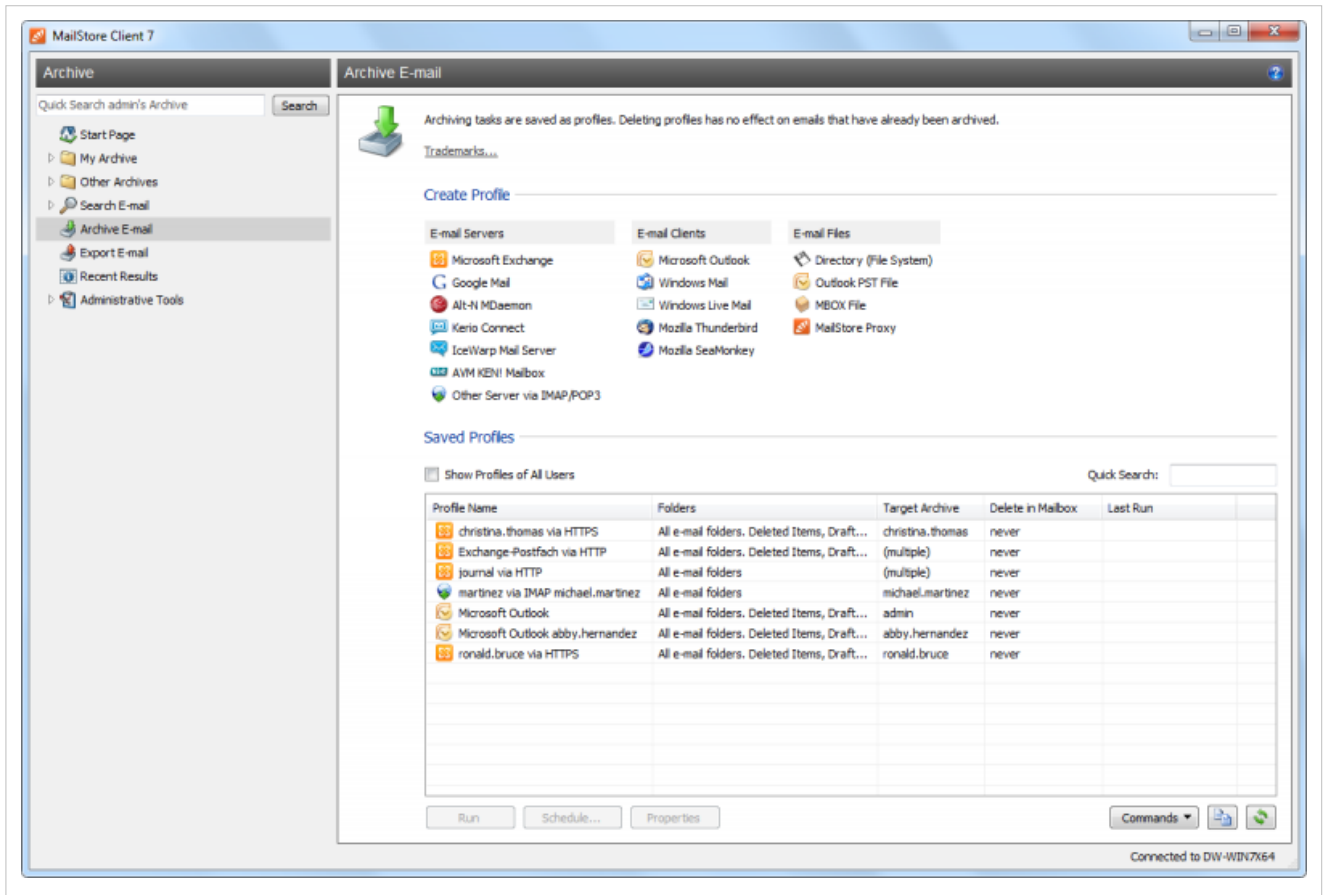 MailStore Client 7
Archive
Archive E-mail
Quick Search admin's Archive
Search
Start Page
My Archive
Other Archives
Search E-mail
Archive E-mail
Export E-mail
Recent Results
Administrative Tools
Archiving tasks are saved as profiles. Deleting profiles has no effect on emails that have already been archived.
Trademarks...
Create Profile
E-mail Servers E-mail Clients E-mail Files
Microsoft Exchange Microsoft Outlook Directory (File System)
Google Mail Windows Mail Outlook PST File
Alt-N MDaemon Windows Live Mail MBOX File
Kerio Connect Mozilla Thunderbird MailStore Proxy
IceWarp Mail Server Mozilla SeaMonkey
AVM KEN! Mailbox
Other Server via IMAP/POP3
Saved Profiles
Show Profiles of All Users Quick Search:
Profile Name Folders Target Archive Delete in Mailbox Last Run
christina.thomas via HTTPS All e-mail folders. Deleted Items, Draft... christina.thomas never
Exchange-Postfach via HTTP All e-mail folders. Deleted Items, Draft... (multiple) never
journal via HTTP All e-mail folders (multiple) never
martinez via IMAP michael.martinez All e-mail folders michael.martinez never
Microsoft Outlook All e-mail folders. Deleted Items, Draft... admin never
Microsoft Outlook abby.hernandez All e-mail folders. Deleted Items, Draft... abby.hernandez never
ronald.bruce via HTTPS All e-mail folders. Deleted Items, Draft... ronald.bruce never
Run Schedule... Properties Commands
Connected to DW-WIN7X64